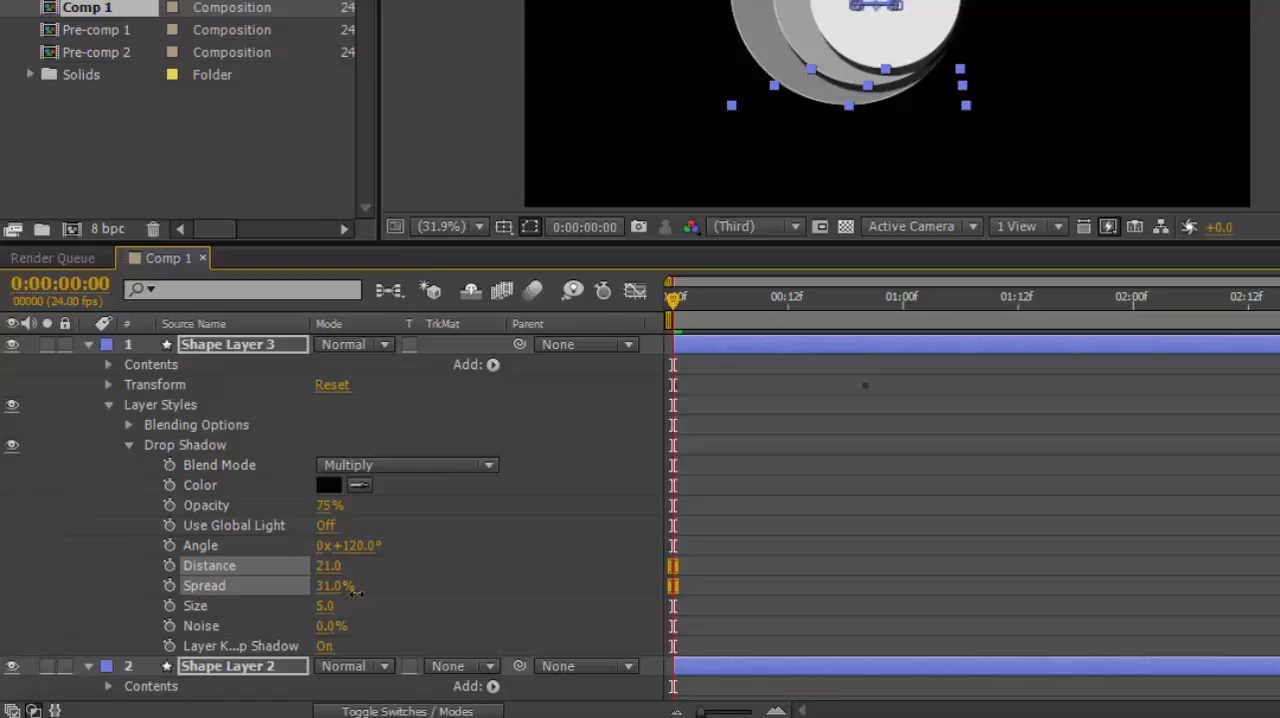 Comp 1 Composition 24
Pre-comp 1 Composition 24
Pre-comp 2 Composition 24
Solids Folder
8 bpc (31.9%) 0:00:00:00 (Third) Active Camera 1 View +0.0
Render Queue Comp 1 ×
0:00:00:00
00000 (24.00 fps)
00f 00:12f 01:00f 01:12f 02:00f 02:12f
# Source Name Mode T TrkMat Parent
1 Shape Layer 3 Normal None
Contents Add:
Transform Reset
Layer Styles
Blending Options
Drop Shadow
Blend Mode Multiply
Color
Opacity 75%
Use Global Light Off
Angle 0x+120.0°
Distance 21.0
Spread 31.0%
Size 5.0
Noise 0.0%
Layer K...p Shadow On
2 Shape Layer 2 Normal None None
Contents Add:
Toggle Switches / Modes